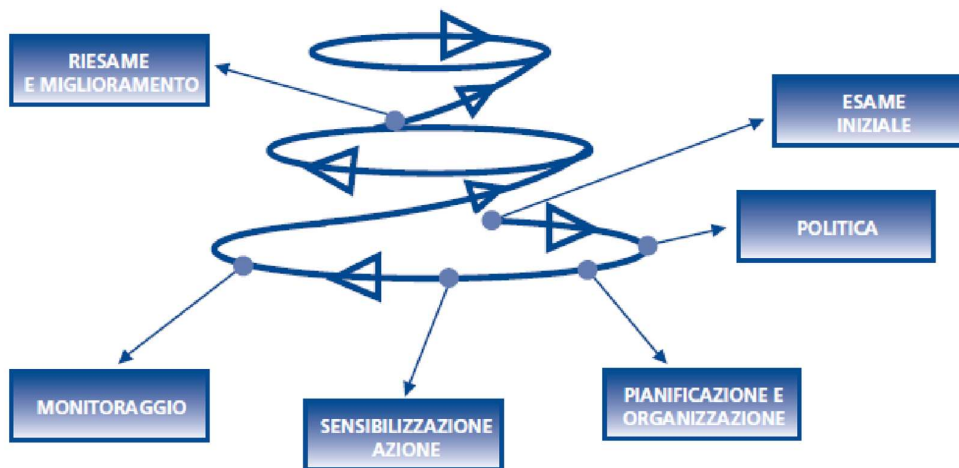 RIESAME
E MIGLIORAMENTO
ESAME
INIZIALE
POLITICA
MONITORAGGIO
SENSIBILIZZAZIONE
AZIONE
PIANIFICAZIONE E
ORGANIZZAZIONE